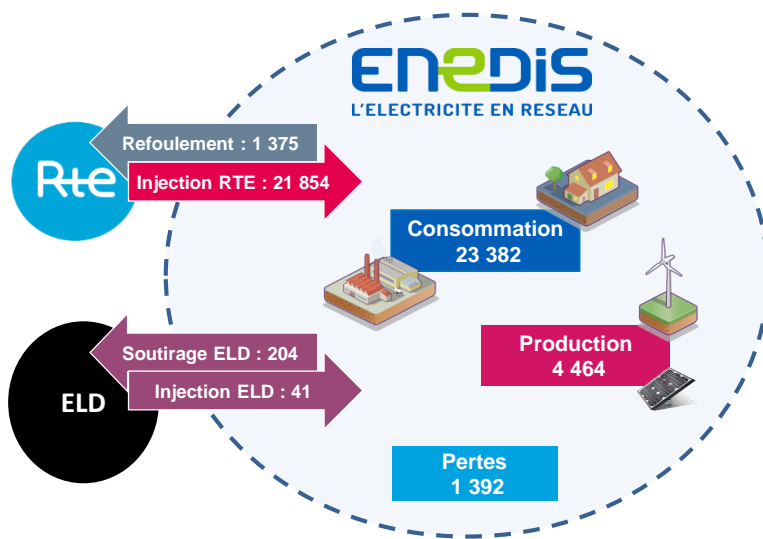 ENEDIS
L'ELECTRICITE EN RESEAU
Rte
Refoulement : 1 375
Injection RTE : 21 854
Consommation
23 382
Production
4 464
ELD
Soutirage ELD : 204
Injection ELD : 41
Pertes
1 392